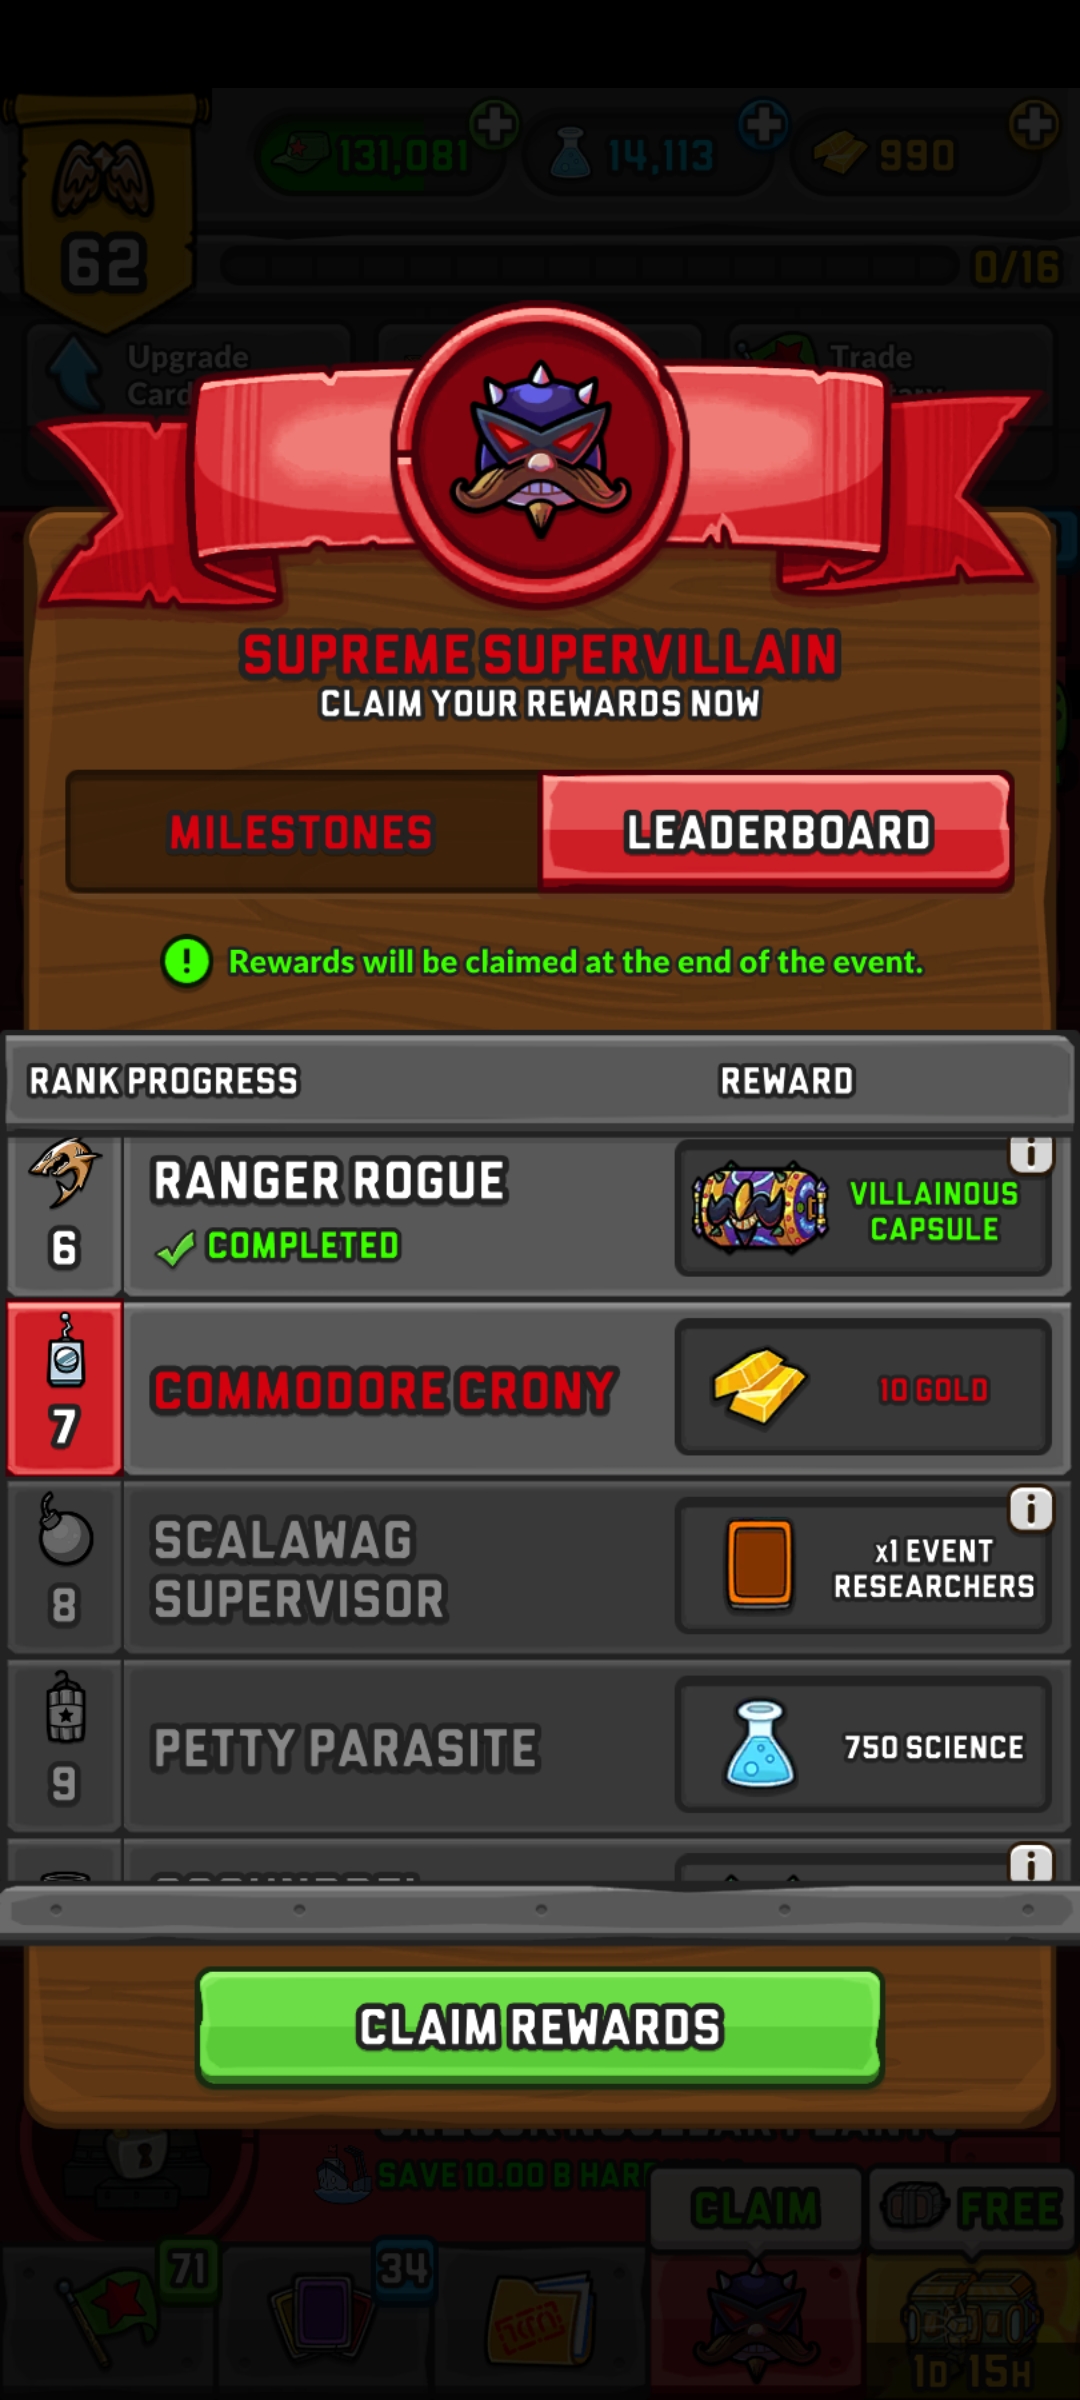 131,081
14,113
990
62
0/16
Upgrade
Trade
SUPREME SUPERVILLAIN
CLAIM YOUR REWARDS NOW
MILESTONES
LEADERBOARD
! Rewards will be claimed at the end of the event.
RANK PROGRESS
REWARD
6
RANGER ROGUE
COMPLETED
VILLAINOUS
CAPSULE
i
7
COMMODORE CRONY
10 GOLD
8
SCALAWAG
SUPERVISOR
x1 EVENT
RESEARCHERS
i
9
PETTY PARASITE
750 SCIENCE
i
CLAIM REWARDS
SAVE 10.00 B
CLAIM
FREE
71
34
1D 15H